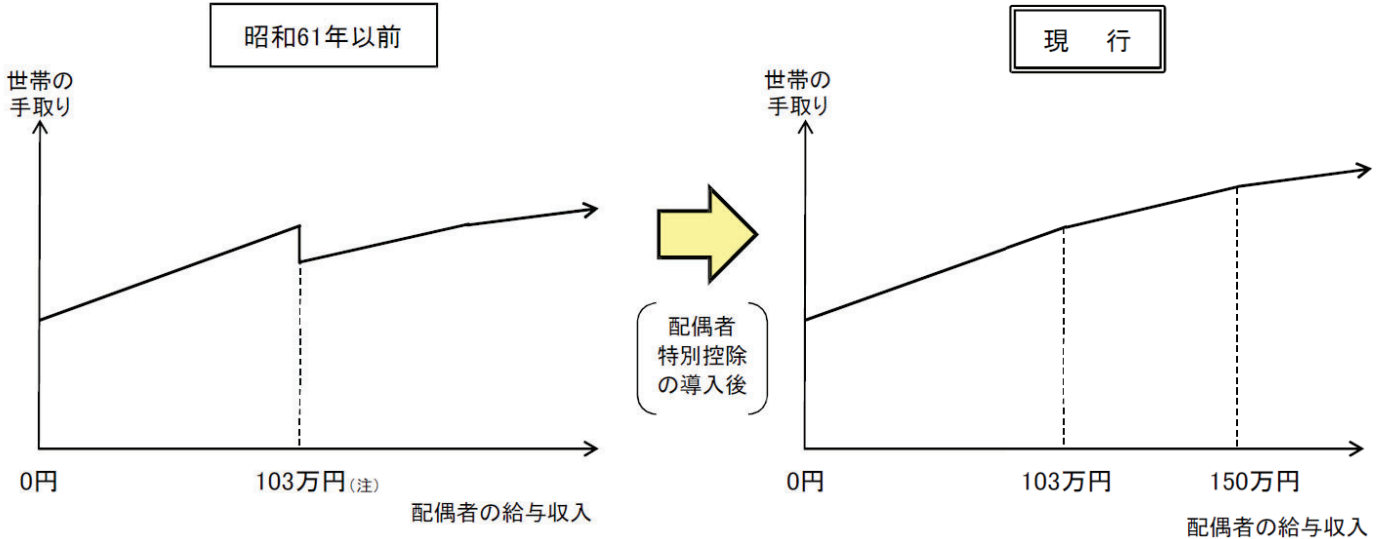 昭和61年以前
世帯の
手取り
0円
103万円(注)
配偶者の給与収入
配偶者
特別控除
の導入後
現 行
世帯の
手取り
0円
103万円
150万円
配偶者の給与収入